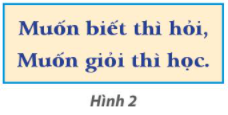 Muốn biết thì hỏi,
Muốn giỏi thì học.
Hình 2